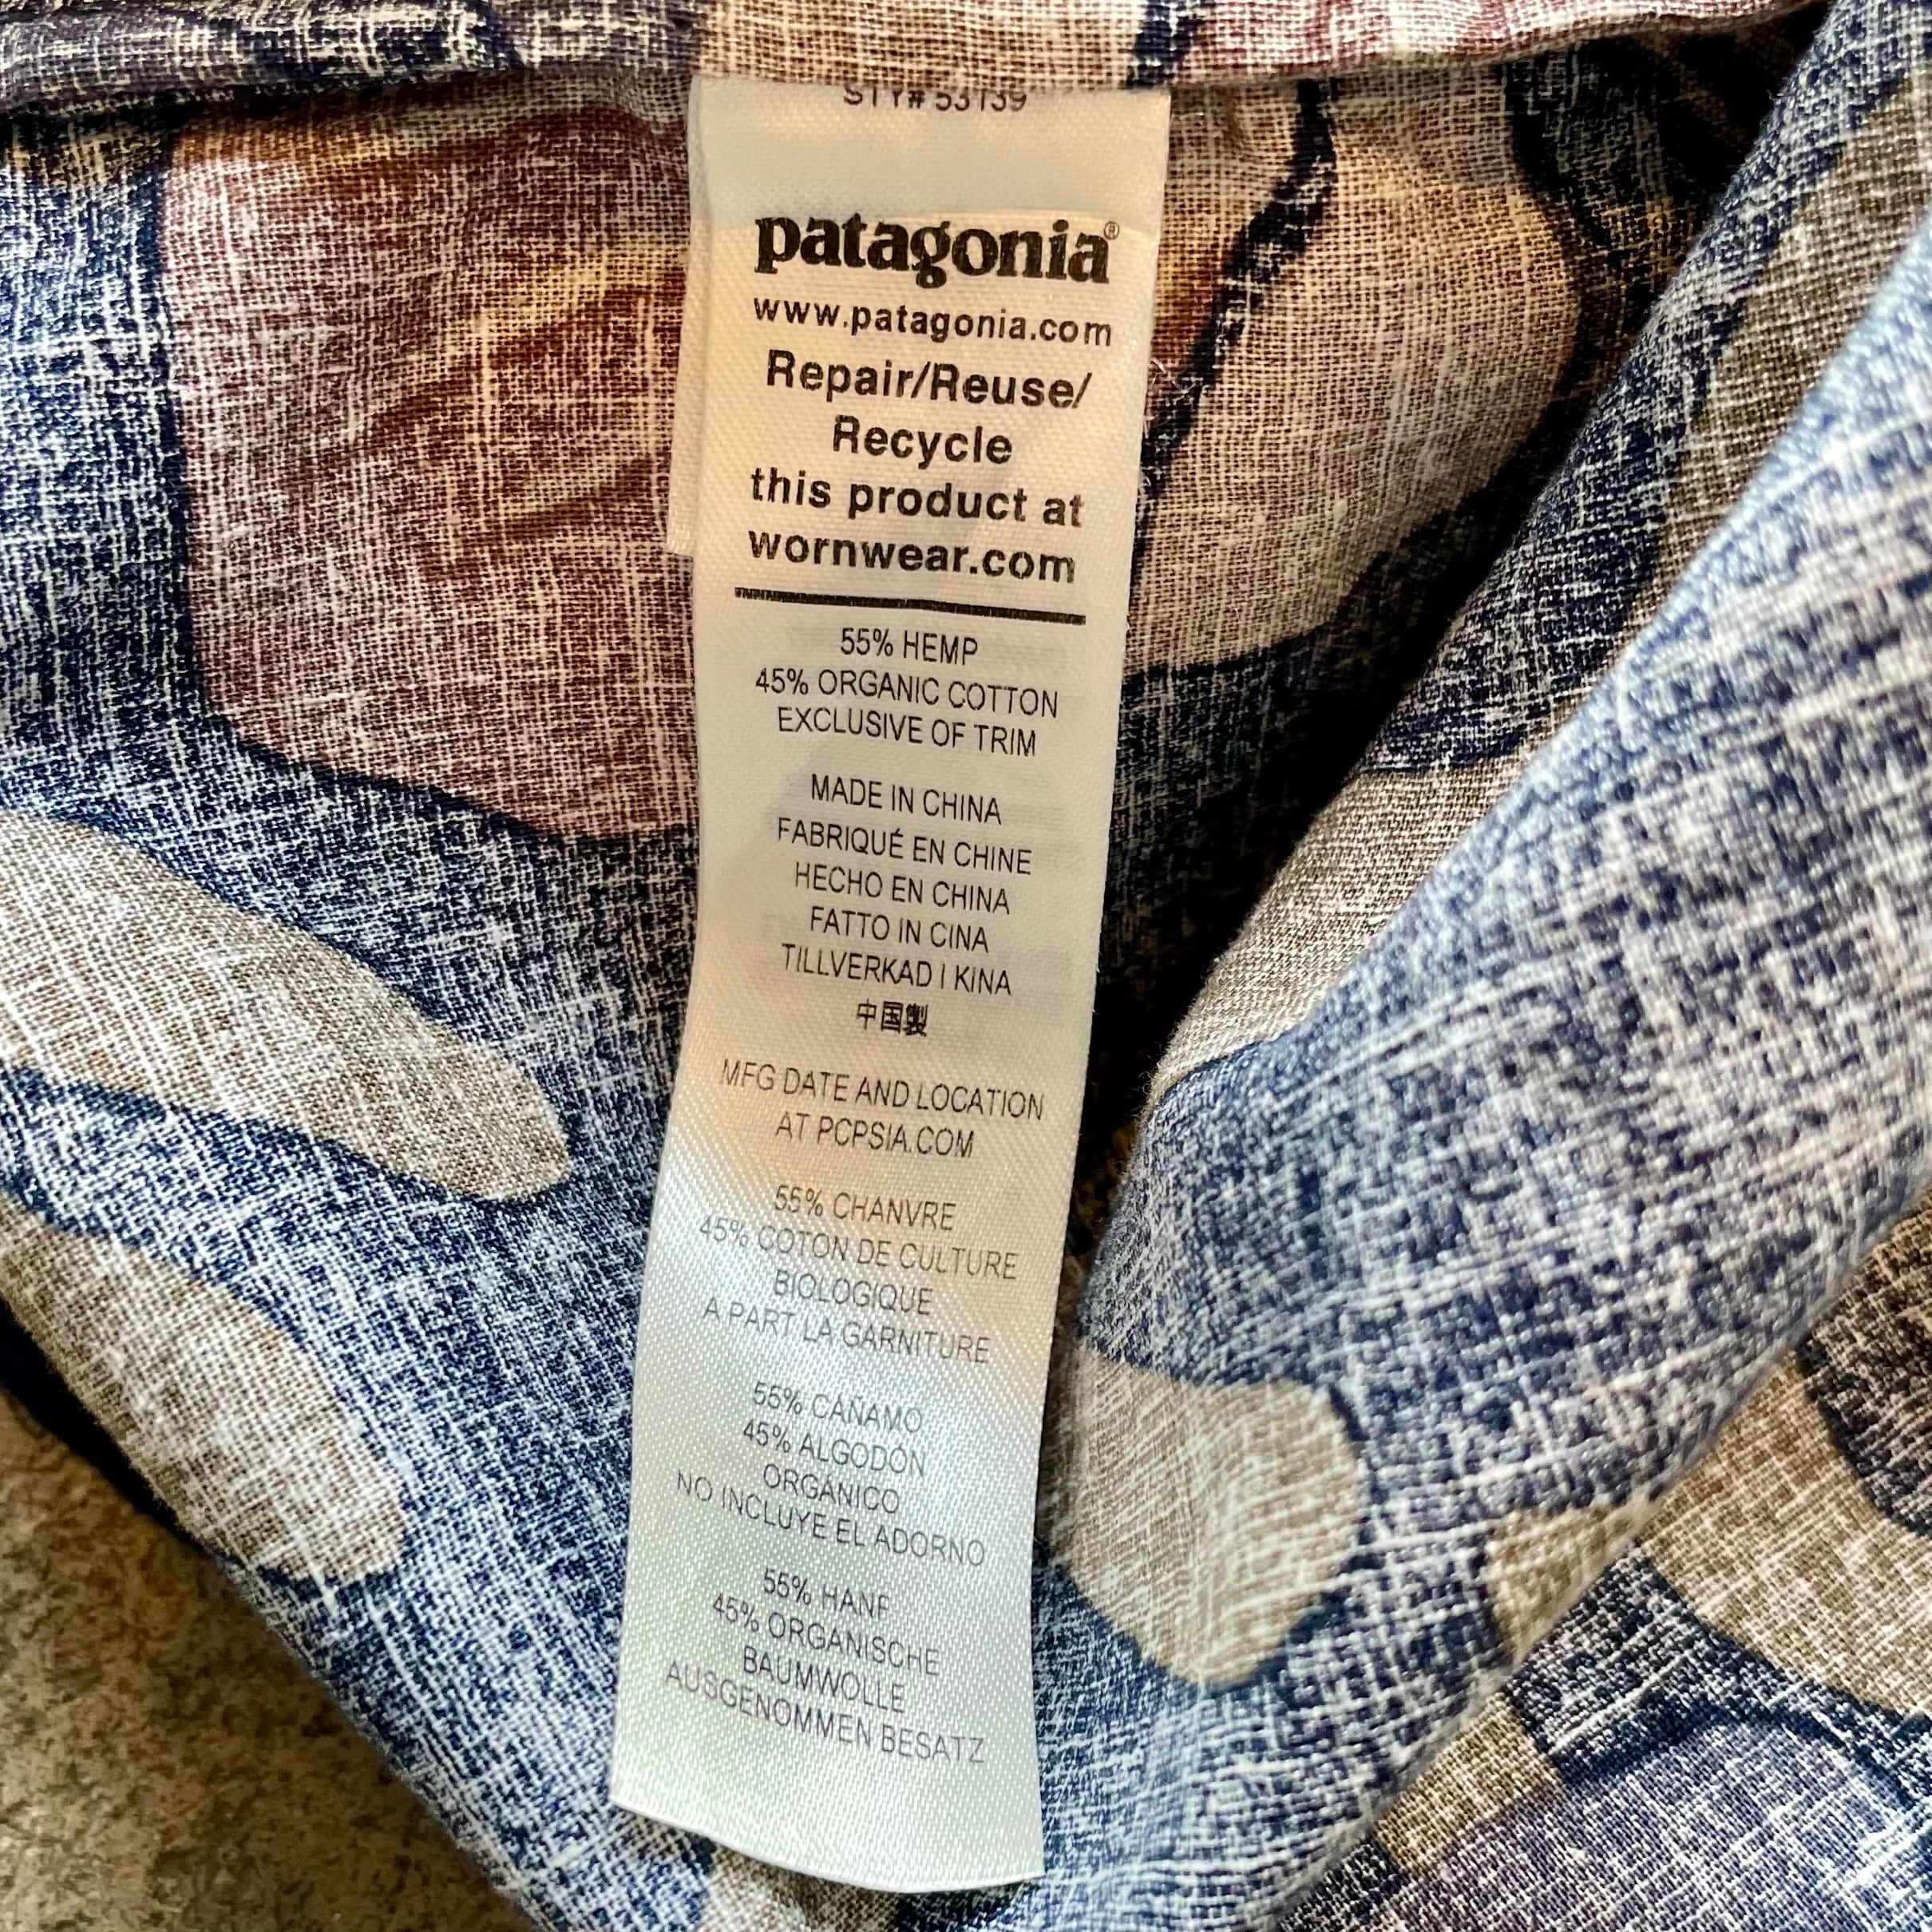 STY# 53139
patagonia®
www.patagonia.com
Repair/Reuse/
Recycle
this product at
wornwear.com
55% HEMP
45% ORGANIC COTTON
EXCLUSIVE OF TRIM
MADE IN CHINA
FABRIQUÉ EN CHINE
HECHO EN CHINA
FATTO IN CINA
TILLVERKAD I KINA
中国製
MFG DATE AND LOCATION
AT PCPSIA.COM
55% CHANVRE
45% COTON DE CULTURE
BIOLOGIQUE
A PART LA GARNITURE
55% CAÑAMO
45% ALGODÓN
ORGÁNICO
NO INCLUYE EL ADORNO
55% HANF
45% ORGANISCHE
BAUMWOLLE
AUSGENOMMEN BESATZ